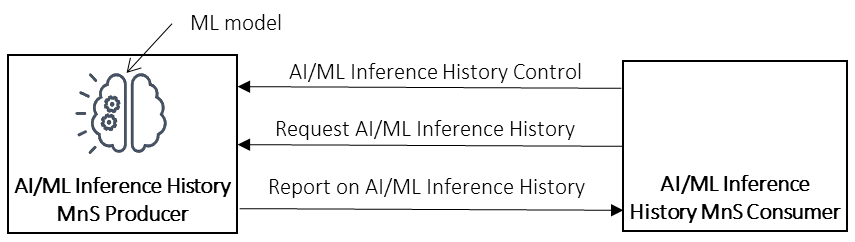 ML model
AI/ML Inference History Control
Request AI/ML Inference History
Report on AI/ML Inference History
AI/ML Inference History
MnS Producer
AI/ML Inference
History MnS Consumer